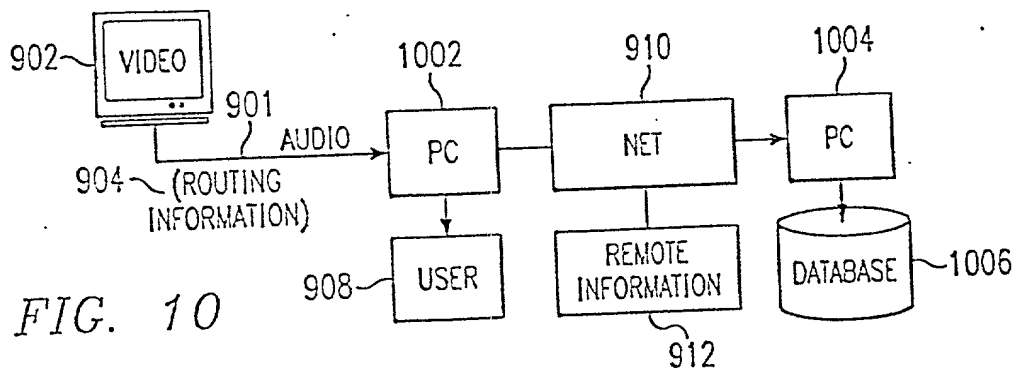 902
VIDEO
901
AUDIO
904
(ROUTING
INFORMATION)
1002
PC
USER
908
910
NET
REMOTE
INFORMATION
912
1004
PC
DATABASE
1006
FIG. 10